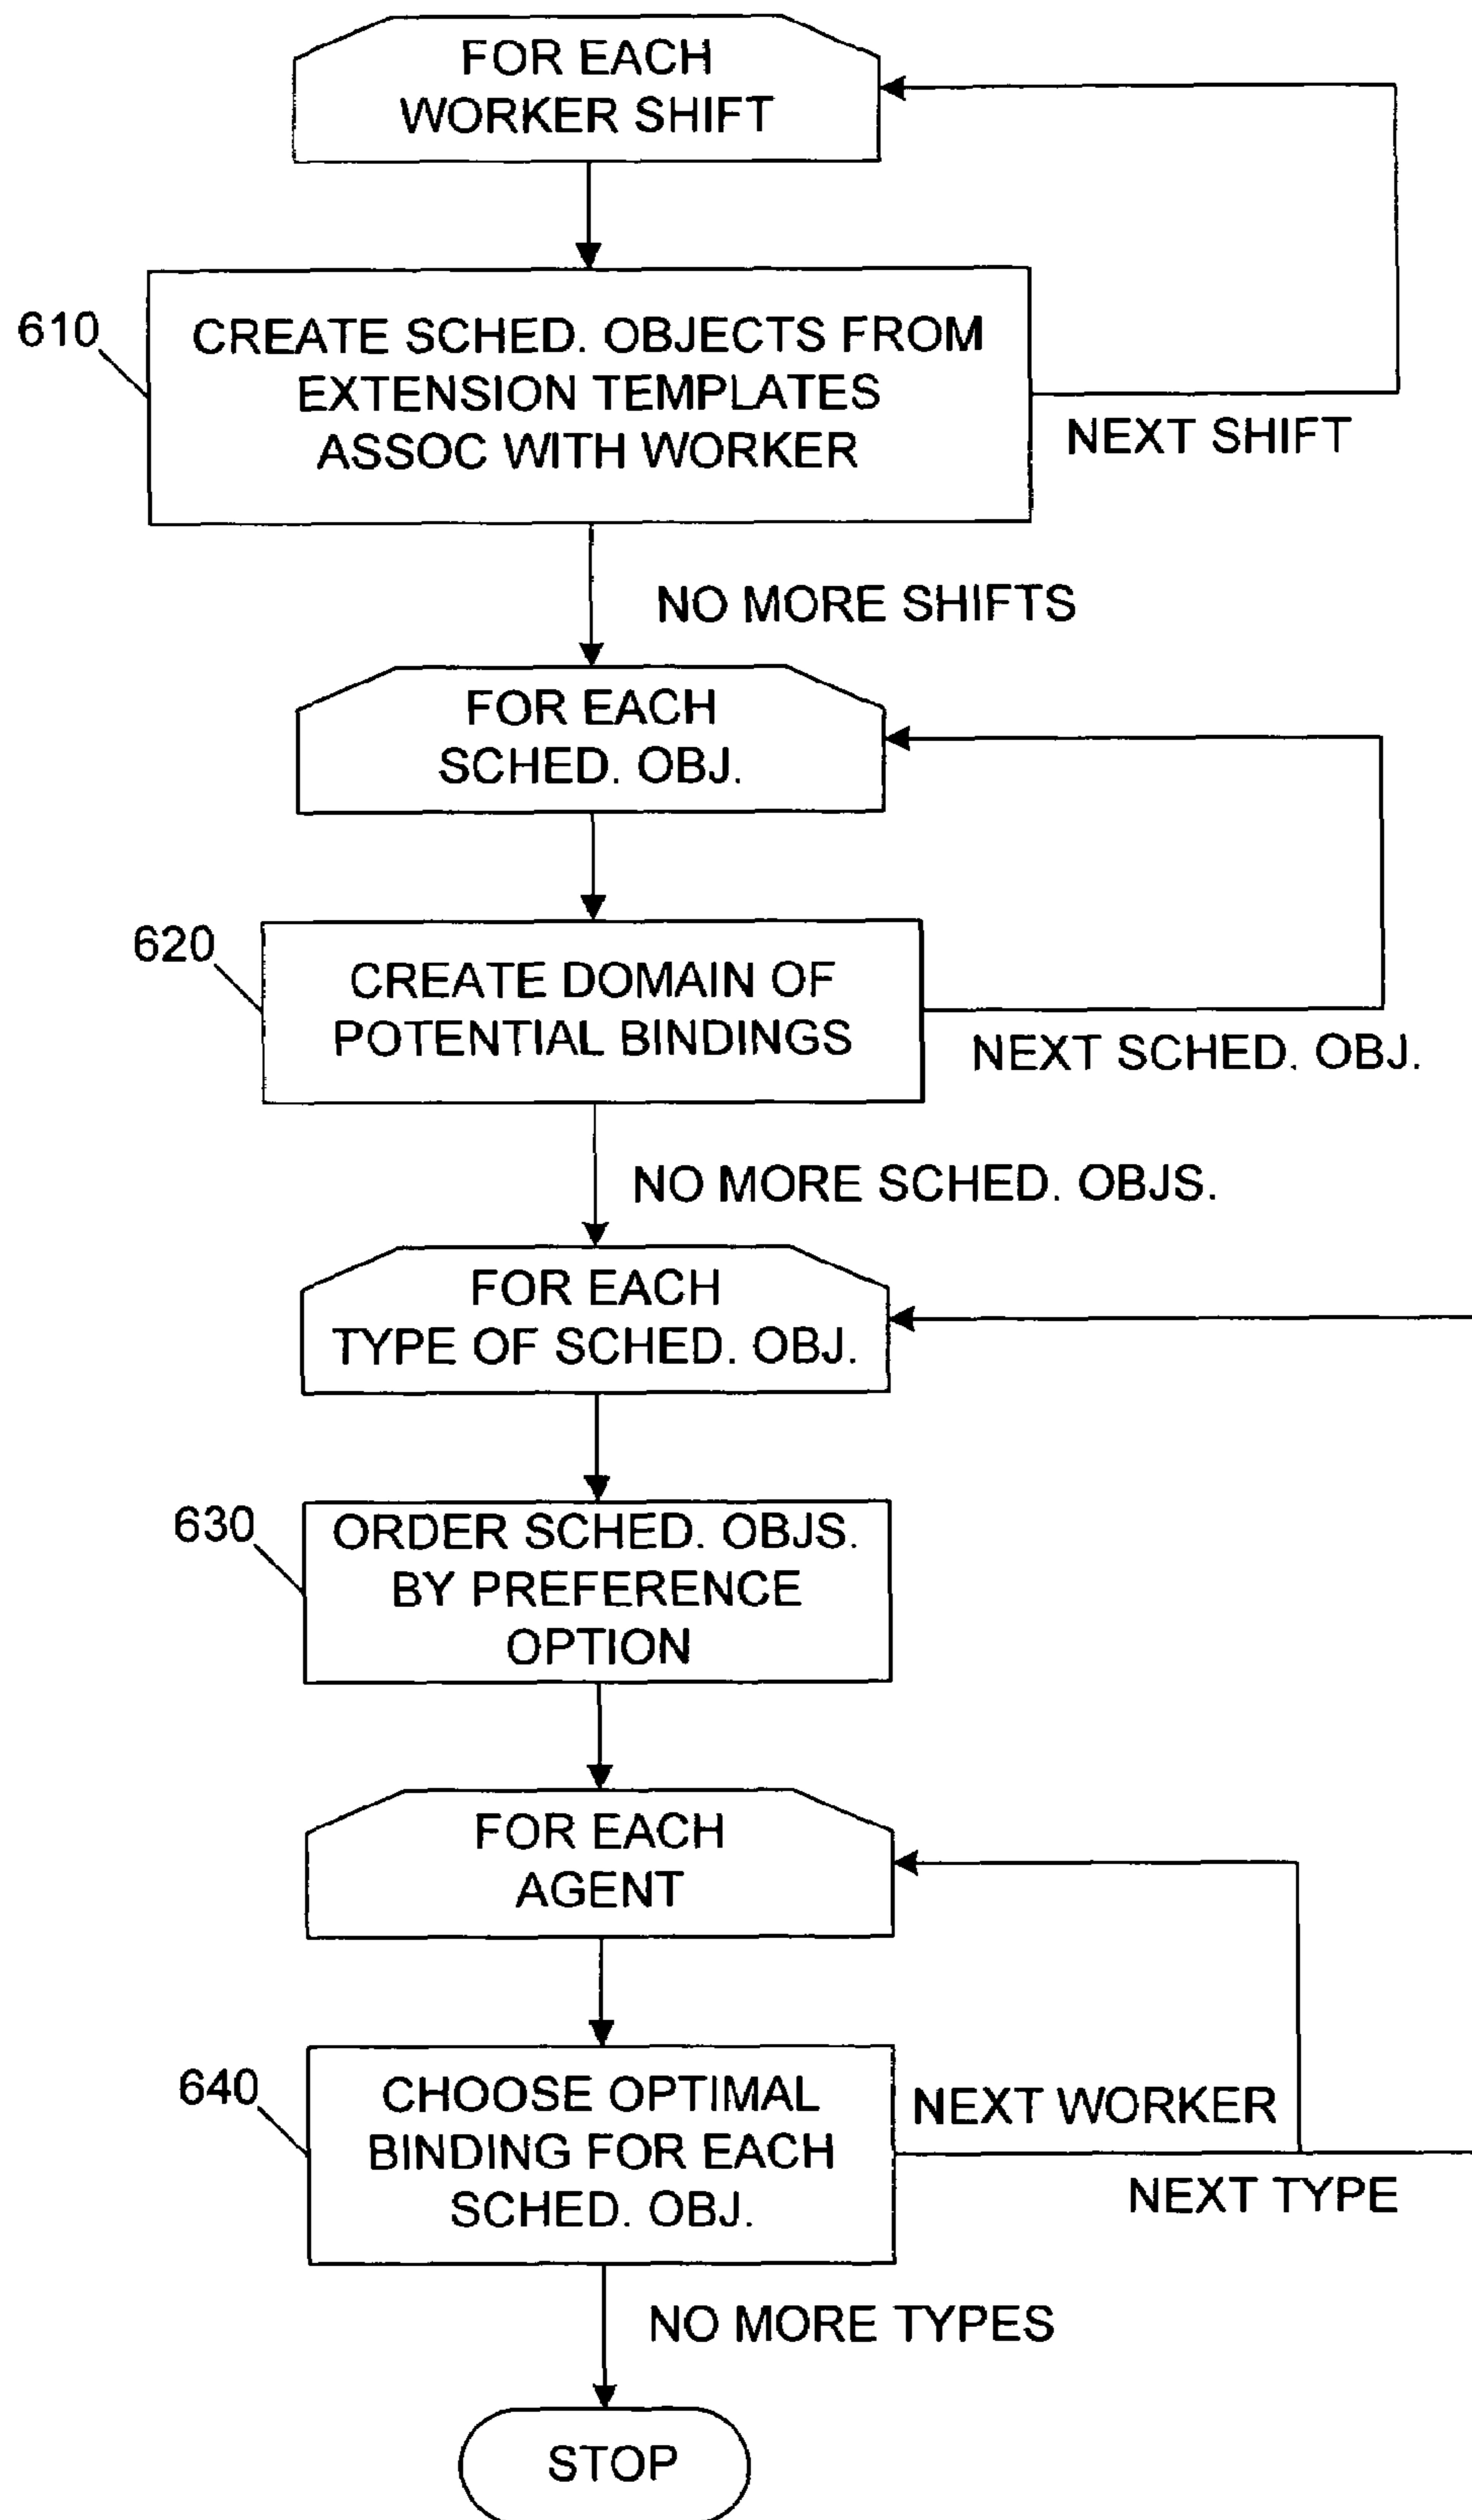 FOR EACH
WORKER SHIFT
610
CREATE SCHED. OBJECTS FROM
EXTENSION TEMPLATES
ASSOC WITH WORKER
NEXT SHIFT
NO MORE SHIFTS
FOR EACH
SCHED. OBJ.
620
CREATE DOMAIN OF
POTENTIAL BINDINGS
NEXT SCHED. OBJ.
NO MORE SCHED. OBJS.
FOR EACH
TYPE OF SCHED. OBJ.
630
ORDER SCHED. OBJS.
BY PREFERENCE
OPTION
FOR EACH
AGENT
640
CHOOSE OPTIMAL
BINDING FOR EACH
SCHED. OBJ.
NEXT WORKER
NEXT TYPE
NO MORE TYPES
STOP